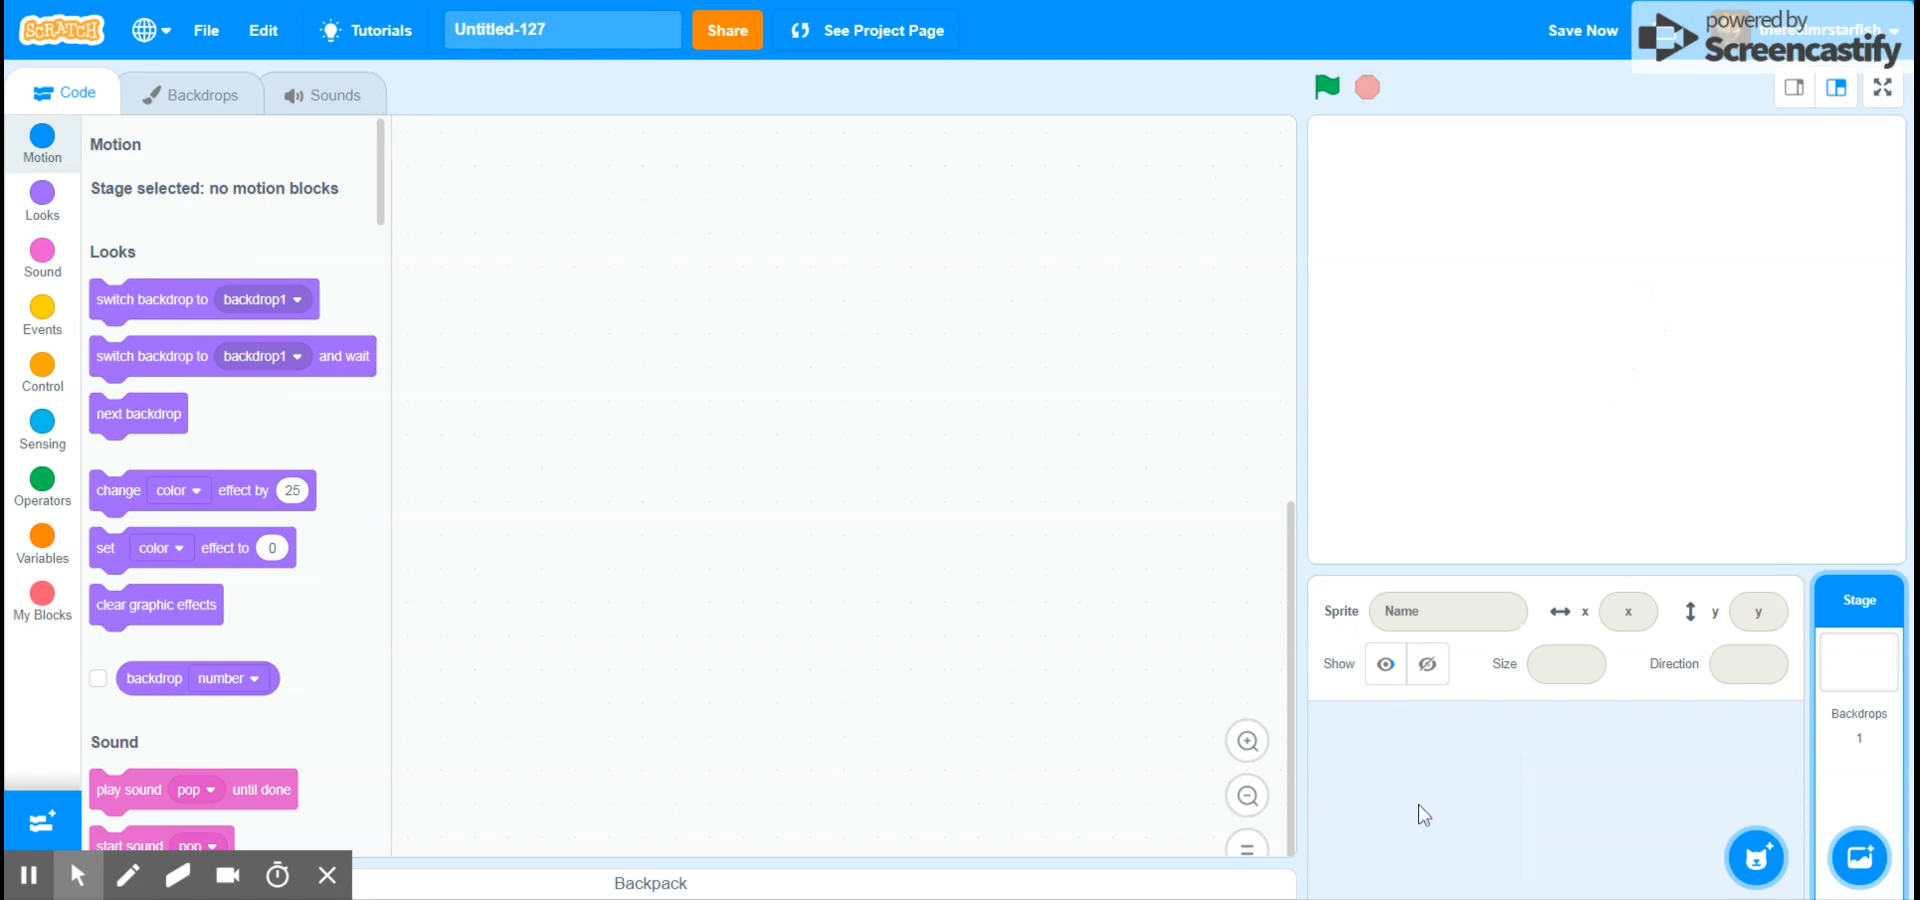 SCRATCH
File
Edit
Tutorials
Untitled-127
Share
See Project Page
Save Now
powered by
Screencastify
Code
Backdrops
Sounds
Motion
Looks
Sound
Events
Control
Sensing
Operators
Variables
My Blocks
Motion
Stage selected: no motion blocks
Looks
switch backdrop to backdrop1
switch backdrop to backdrop1 and wait
next backdrop
change color effect by 25
set color effect to 0
clear graphic effects
backdrop number
Sound
play sound pop until done
start sound pop
Backpack
Sprite Name x x y y
Show Size Direction
Stage
Backdrops
1